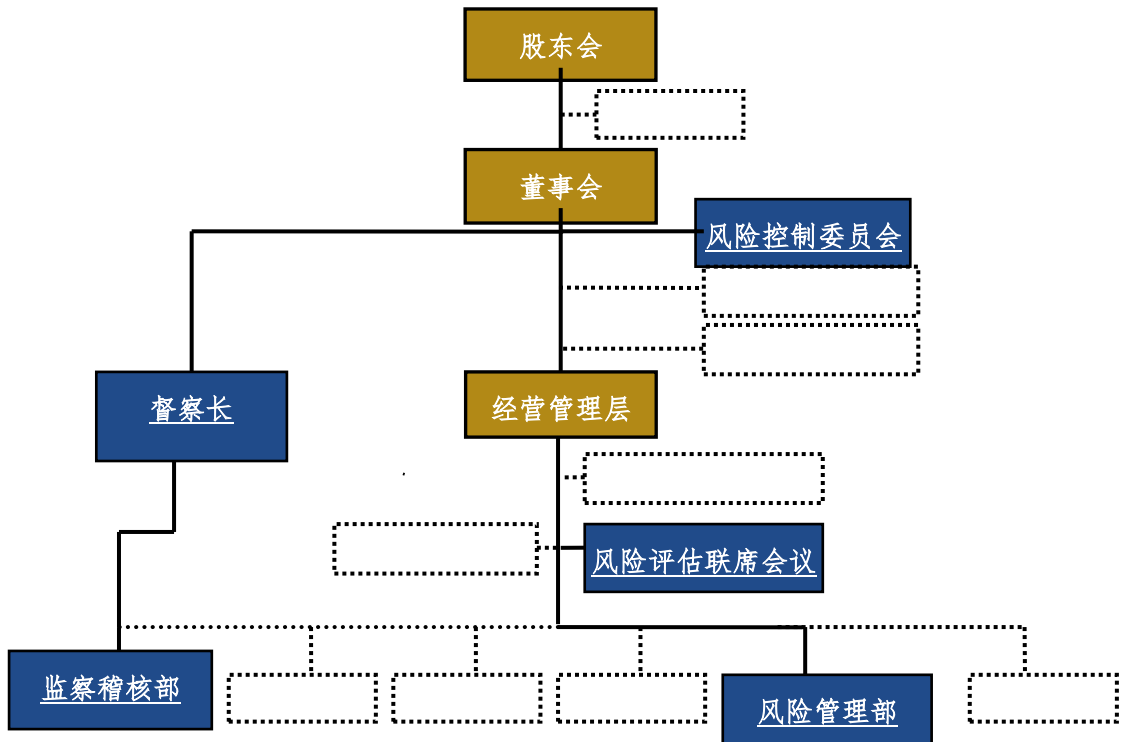 股东会
董事会
风险控制委员会
督察长
经营管理层
风险评估联席会议
监察稽核部
风险管理部